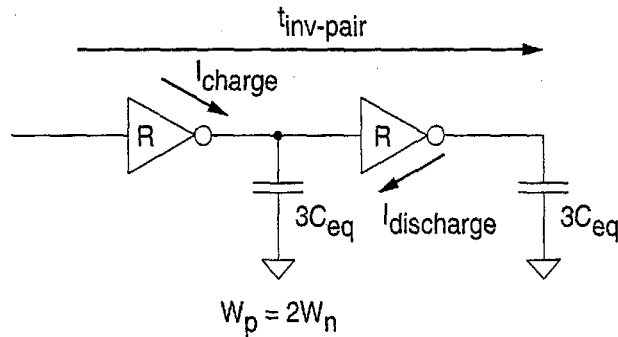 t_inv-pair
I_charge
R
R
3C_eq
I_discharge
3C_eq
W_p = 2W_n